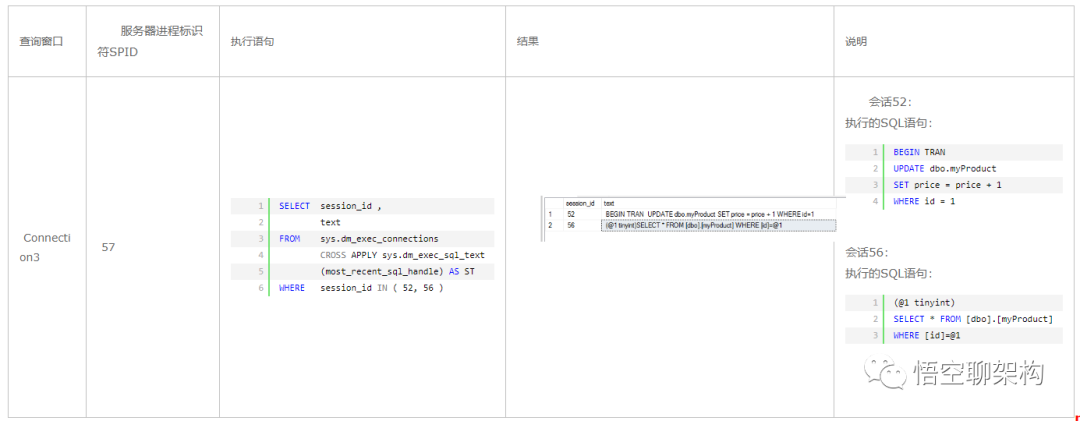 查询窗口
服务器进程标识
符SPID
执行语句
结果
说明
Connecti
on3
57
1 SELECT session_id ,
2 text
3 FROM sys.dm_exec_connections
4 CROSS APPLY sys.dm_exec_sql_text
5 (most_recent_sql_handle) AS ST
6 WHERE session_id IN ( 52, 56 )
session_id text
1 52 BEGIN TRAN UPDATE dbo.myProduct SET price = price + 1 WHERE id=1
2 56 (@1 tinyint)SELECT * FROM [dbo].[myProduct] WHERE [id]=@1
会话52：
执行的SQL语句：
1 BEGIN TRAN
2 UPDATE dbo.myProduct
3 SET price = price + 1
4 WHERE id = 1
会话56：
执行的SQL语句：
1 (@1 tinyint)
2 SELECT * FROM [dbo].[myProduct]
3 WHERE [id]=@1
悟空聊架构